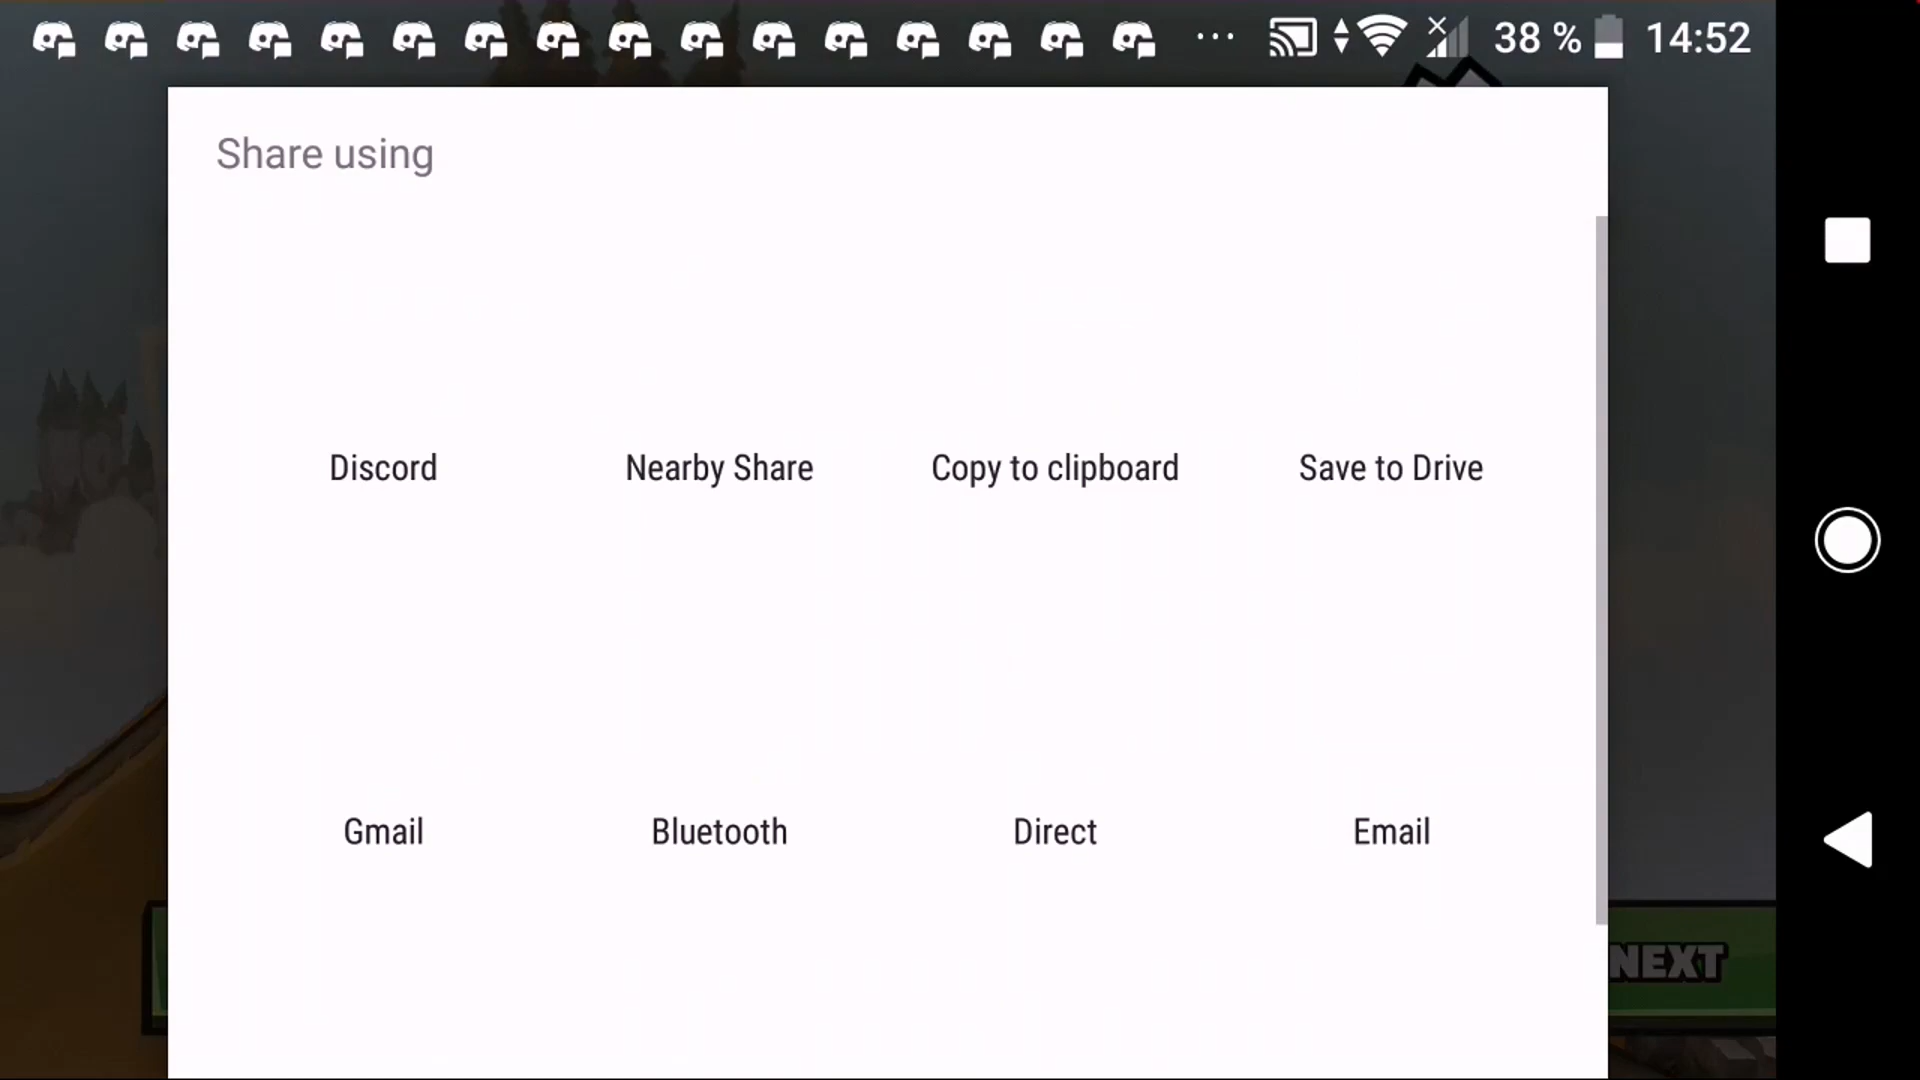 38 % 14:52
Share using
Discord Nearby Share Copy to clipboard Save to Drive
Gmail Bluetooth Direct Email
NEXT